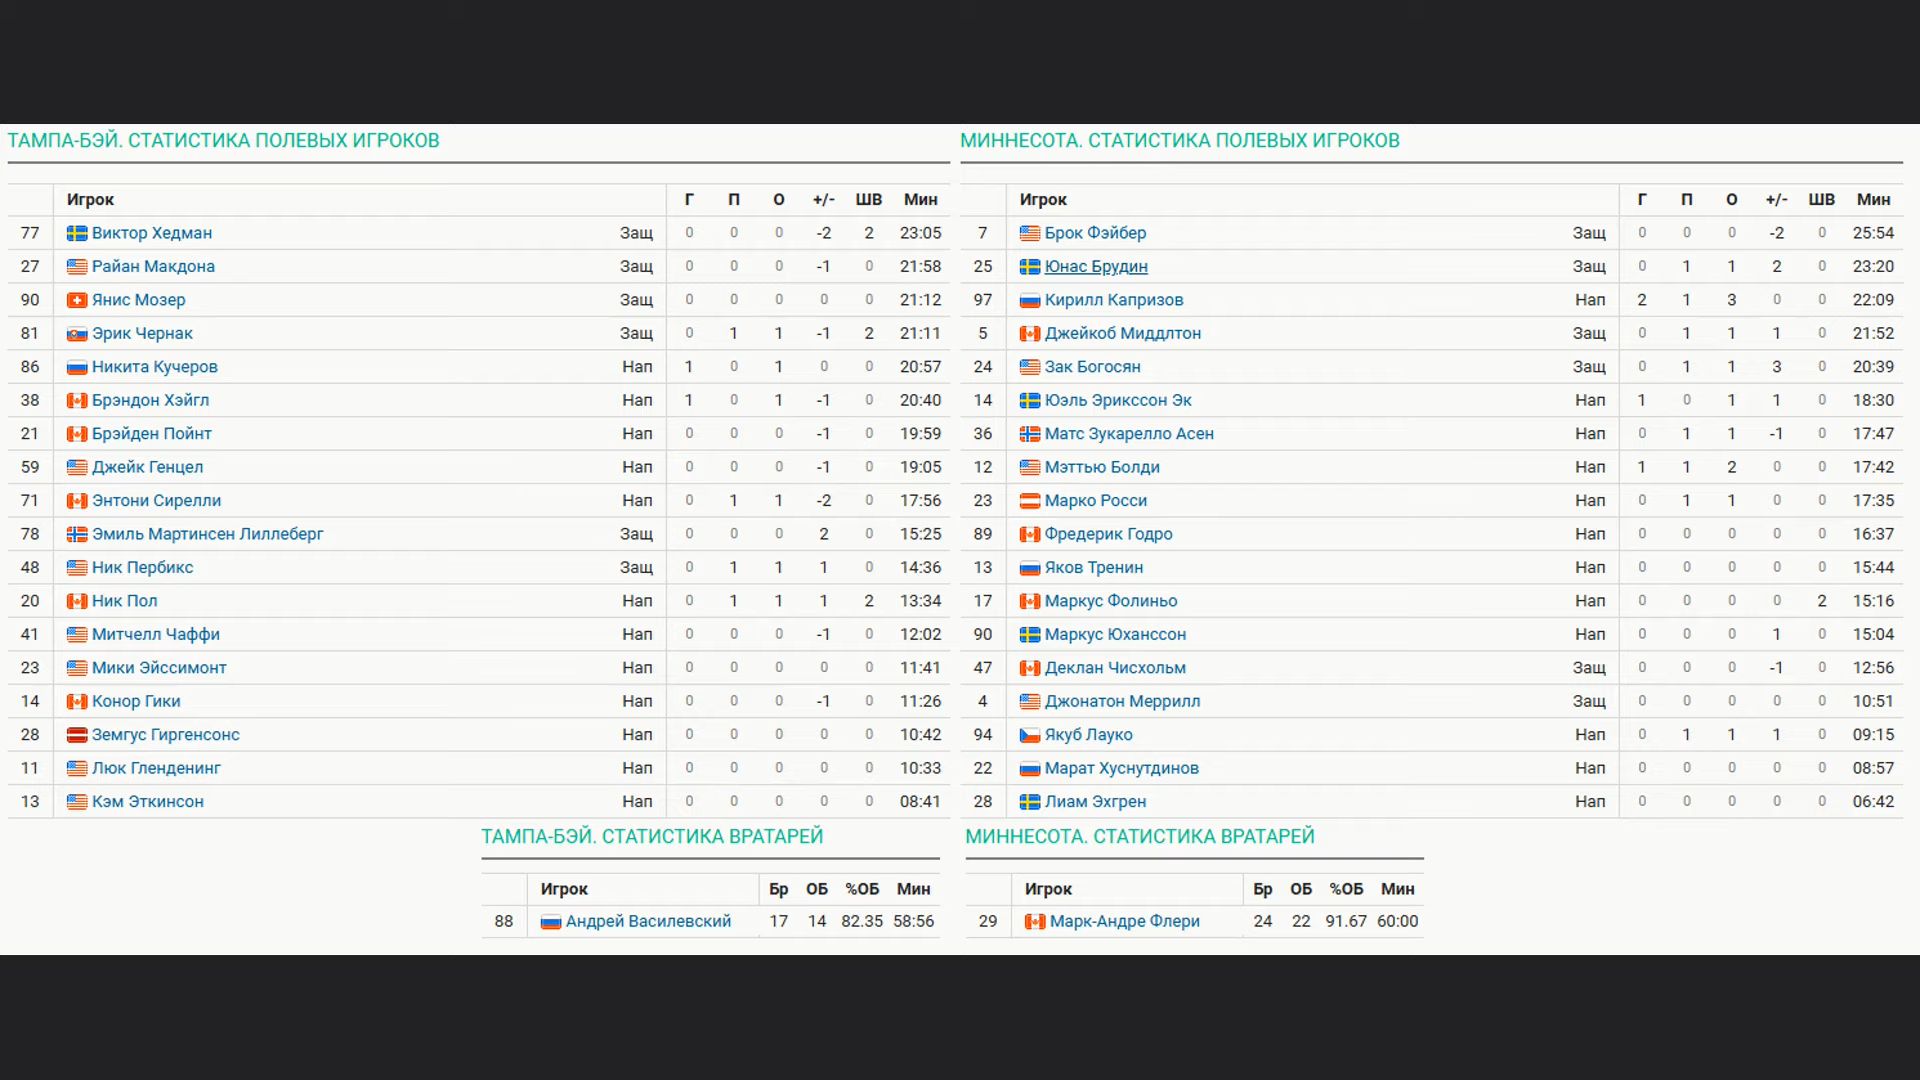 ТАМПА-БЭЙ. СТАТИСТИКА ПОЛЕВЫХ ИГРОКОВ
Игрок Г П О +/- ШВ Мин
77 Виктор Хедман Защ 0 0 0 -2 2 23:05
27 Райан Макдона Защ 0 0 0 -1 0 21:58
90 Янис Мозер Защ 0 0 0 0 0 21:12
81 Эрик Чернак Защ 0 1 1 -1 2 21:11
86 Никита Кучеров Нап 1 0 1 0 0 20:57
38 Брэндон Хэйгл Нап 1 0 1 -1 0 20:40
21 Брэйден Пойнт Нап 0 0 0 -1 0 19:59
59 Джейк Генцел Нап 0 0 0 -1 0 19:05
71 Энтони Сирелли Нап 0 1 1 -2 0 17:56
78 Эмиль Мартинсен Лиллеберг Защ 0 0 0 2 0 15:25
48 Ник Пербикс Защ 0 1 1 1 0 14:36
20 Ник Пол Нап 0 1 1 1 2 13:34
41 Митчелл Чаффи Нап 0 0 0 -1 0 12:02
23 Мики Эйссимонт Нап 0 0 0 0 0 11:41
14 Конор Гики Нап 0 0 0 -1 0 11:26
28 Земгус Гиргенсонс Нап 0 0 0 0 0 10:42
11 Люк Гленденинг Нап 0 0 0 0 0 10:33
13 Кэм Эткинсон Нап 0 0 0 0 0 08:41
МИННЕСОТА. СТАТИСТИКА ПОЛЕВЫХ ИГРОКОВ
Игрок Г П О +/- ШВ Мин
7 Брок Фэйбер Защ 0 0 0 -2 0 25:54
25 Юнас Брудин Защ 0 1 1 2 0 23:20
97 Кирилл Капризов Нап 2 1 3 0 0 22:09
5 Джейкоб Миддлтон Защ 0 1 1 1 0 21:52
24 Зак Богосян Защ 0 1 1 3 0 20:39
14 Юэль Эрикссон Эк Нап 1 0 1 1 0 18:30
36 Матс Зукарелло Асен Нап 0 1 1 -1 0 17:47
12 Мэттью Болди Нап 1 1 2 0 0 17:42
23 Марко Росси Нап 0 1 1 0 0 17:35
89 Фредерик Годро Нап 0 0 0 0 0 16:37
13 Яков Тренин Нап 0 0 0 0 0 15:44
17 Маркус Фолиньо Нап 0 0 0 0 2 15:16
90 Маркус Юханссон Нап 0 0 0 1 0 15:04
47 Деклан Чисхольм Защ 0 0 0 -1 0 12:56
4 Джонатон Меррилл Защ 0 0 0 0 0 10:51
94 Якуб Лауко Нап 0 1 1 1 0 09:15
22 Марат Хуснутдинов Нап 0 0 0 0 0 08:57
28 Лиам Эхгрен Нап 0 0 0 0 0 06:42
ТАМПА-БЭЙ. СТАТИСТИКА ВРАТАРЕЙ
Игрок Бр ОБ %ОБ Мин
88 Андрей Василевский 17 14 82.35 58:56
МИННЕСОТА. СТАТИСТИКА ВРАТАРЕЙ
Игрок Бр ОБ %ОБ Мин
29 Марк-Андре Флери 24 22 91.67 60:00